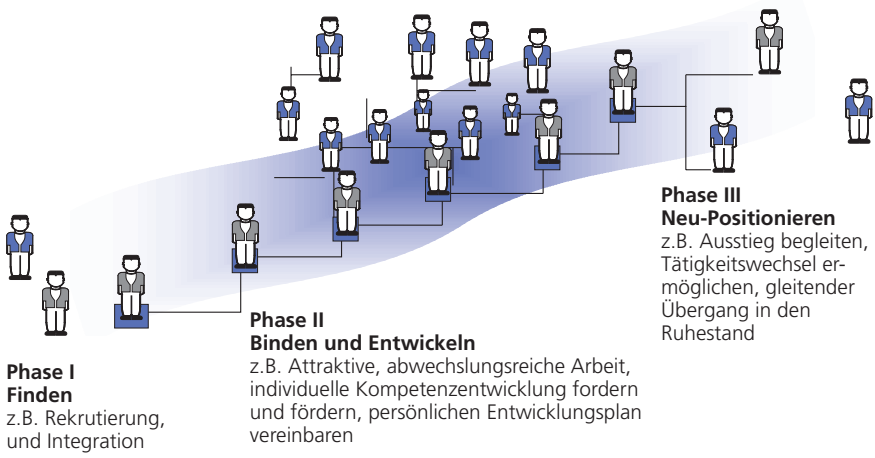 Phase I
Finden
z.B. Rekrutierung,
und Integration
Phase II
Binden und Entwickeln
z.B. Attraktive, abwechslungsreiche Arbeit,
individuelle Kompetenzentwicklung fordern
und fördern, persönlichen Entwicklungsplan
vereinbaren
Phase III
Neu-Positionieren
z.B. Ausstieg begleiten,
Tätigkeitswechsel er-
möglichen, gleitender
Übergang in den
Ruhestand